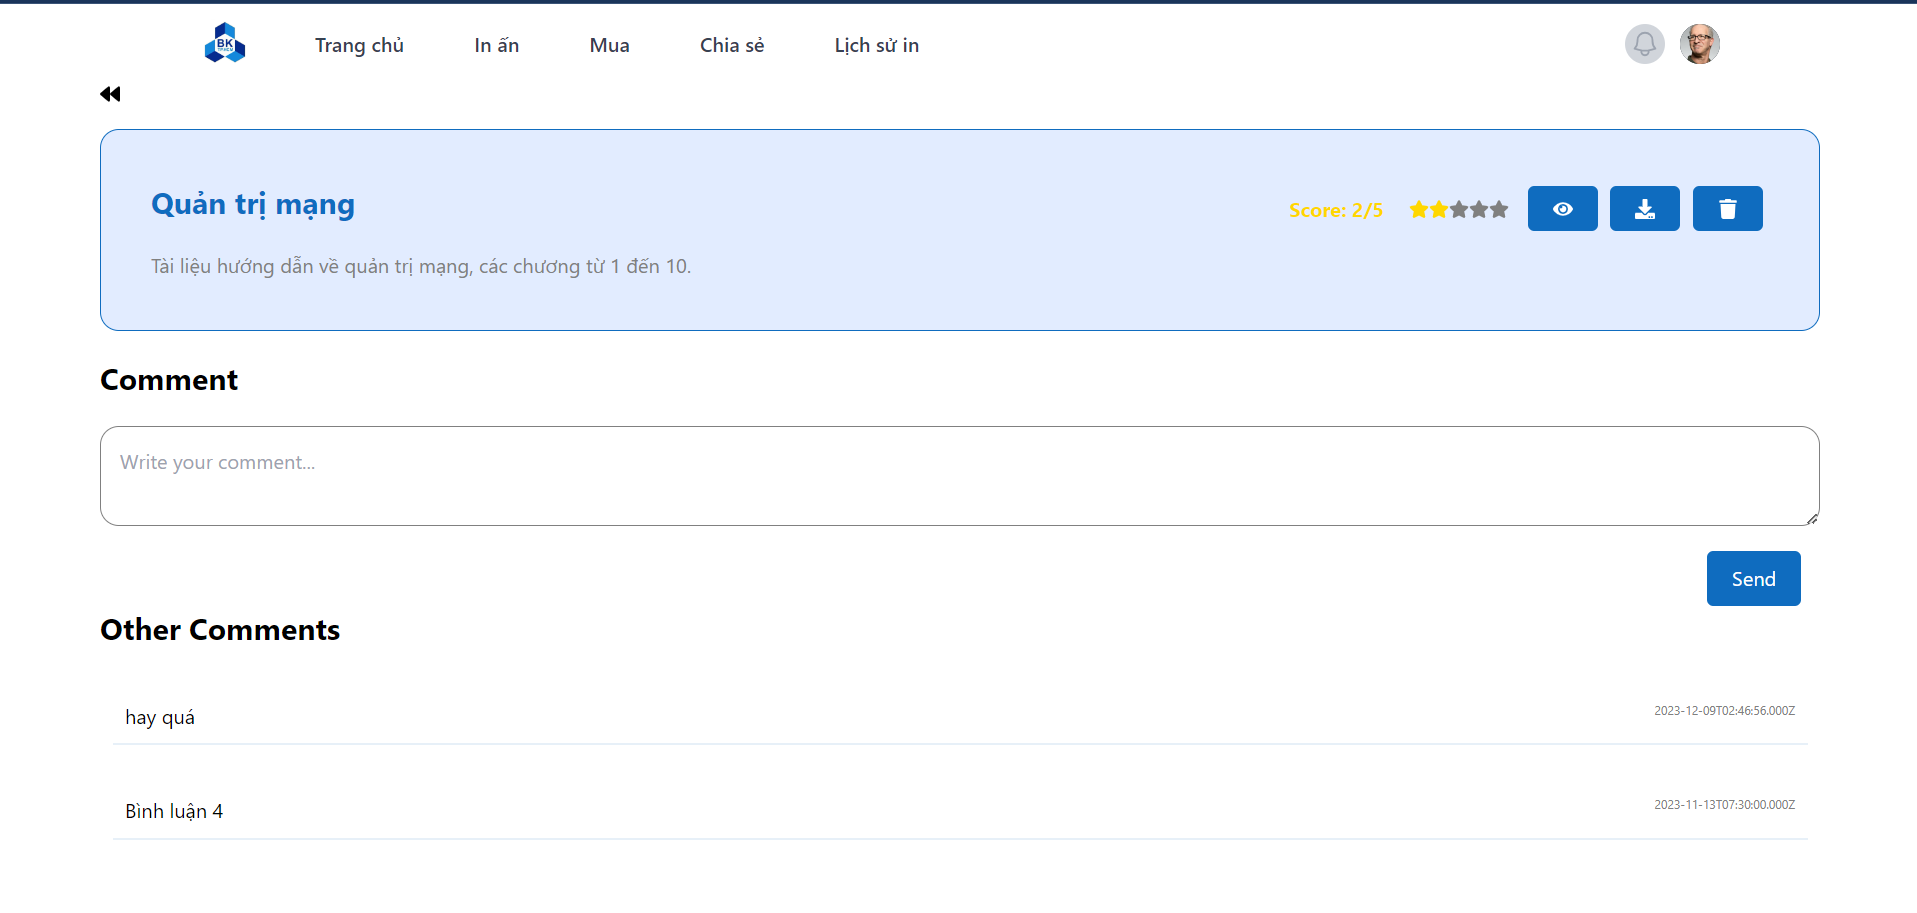 BK
Trang chủ
In ấn
Mua
Chia sẻ
Lịch sử in
Quản trị mạng
Score: 2/5
Tài liệu hướng dẫn về quản trị mạng, các chương từ 1 đến 10.
Comment
Write your comment...
Send
Other Comments
hay quá
2023-12-09T02:46:56.000Z
Bình luận 4
2023-11-13T07:30:00.000Z